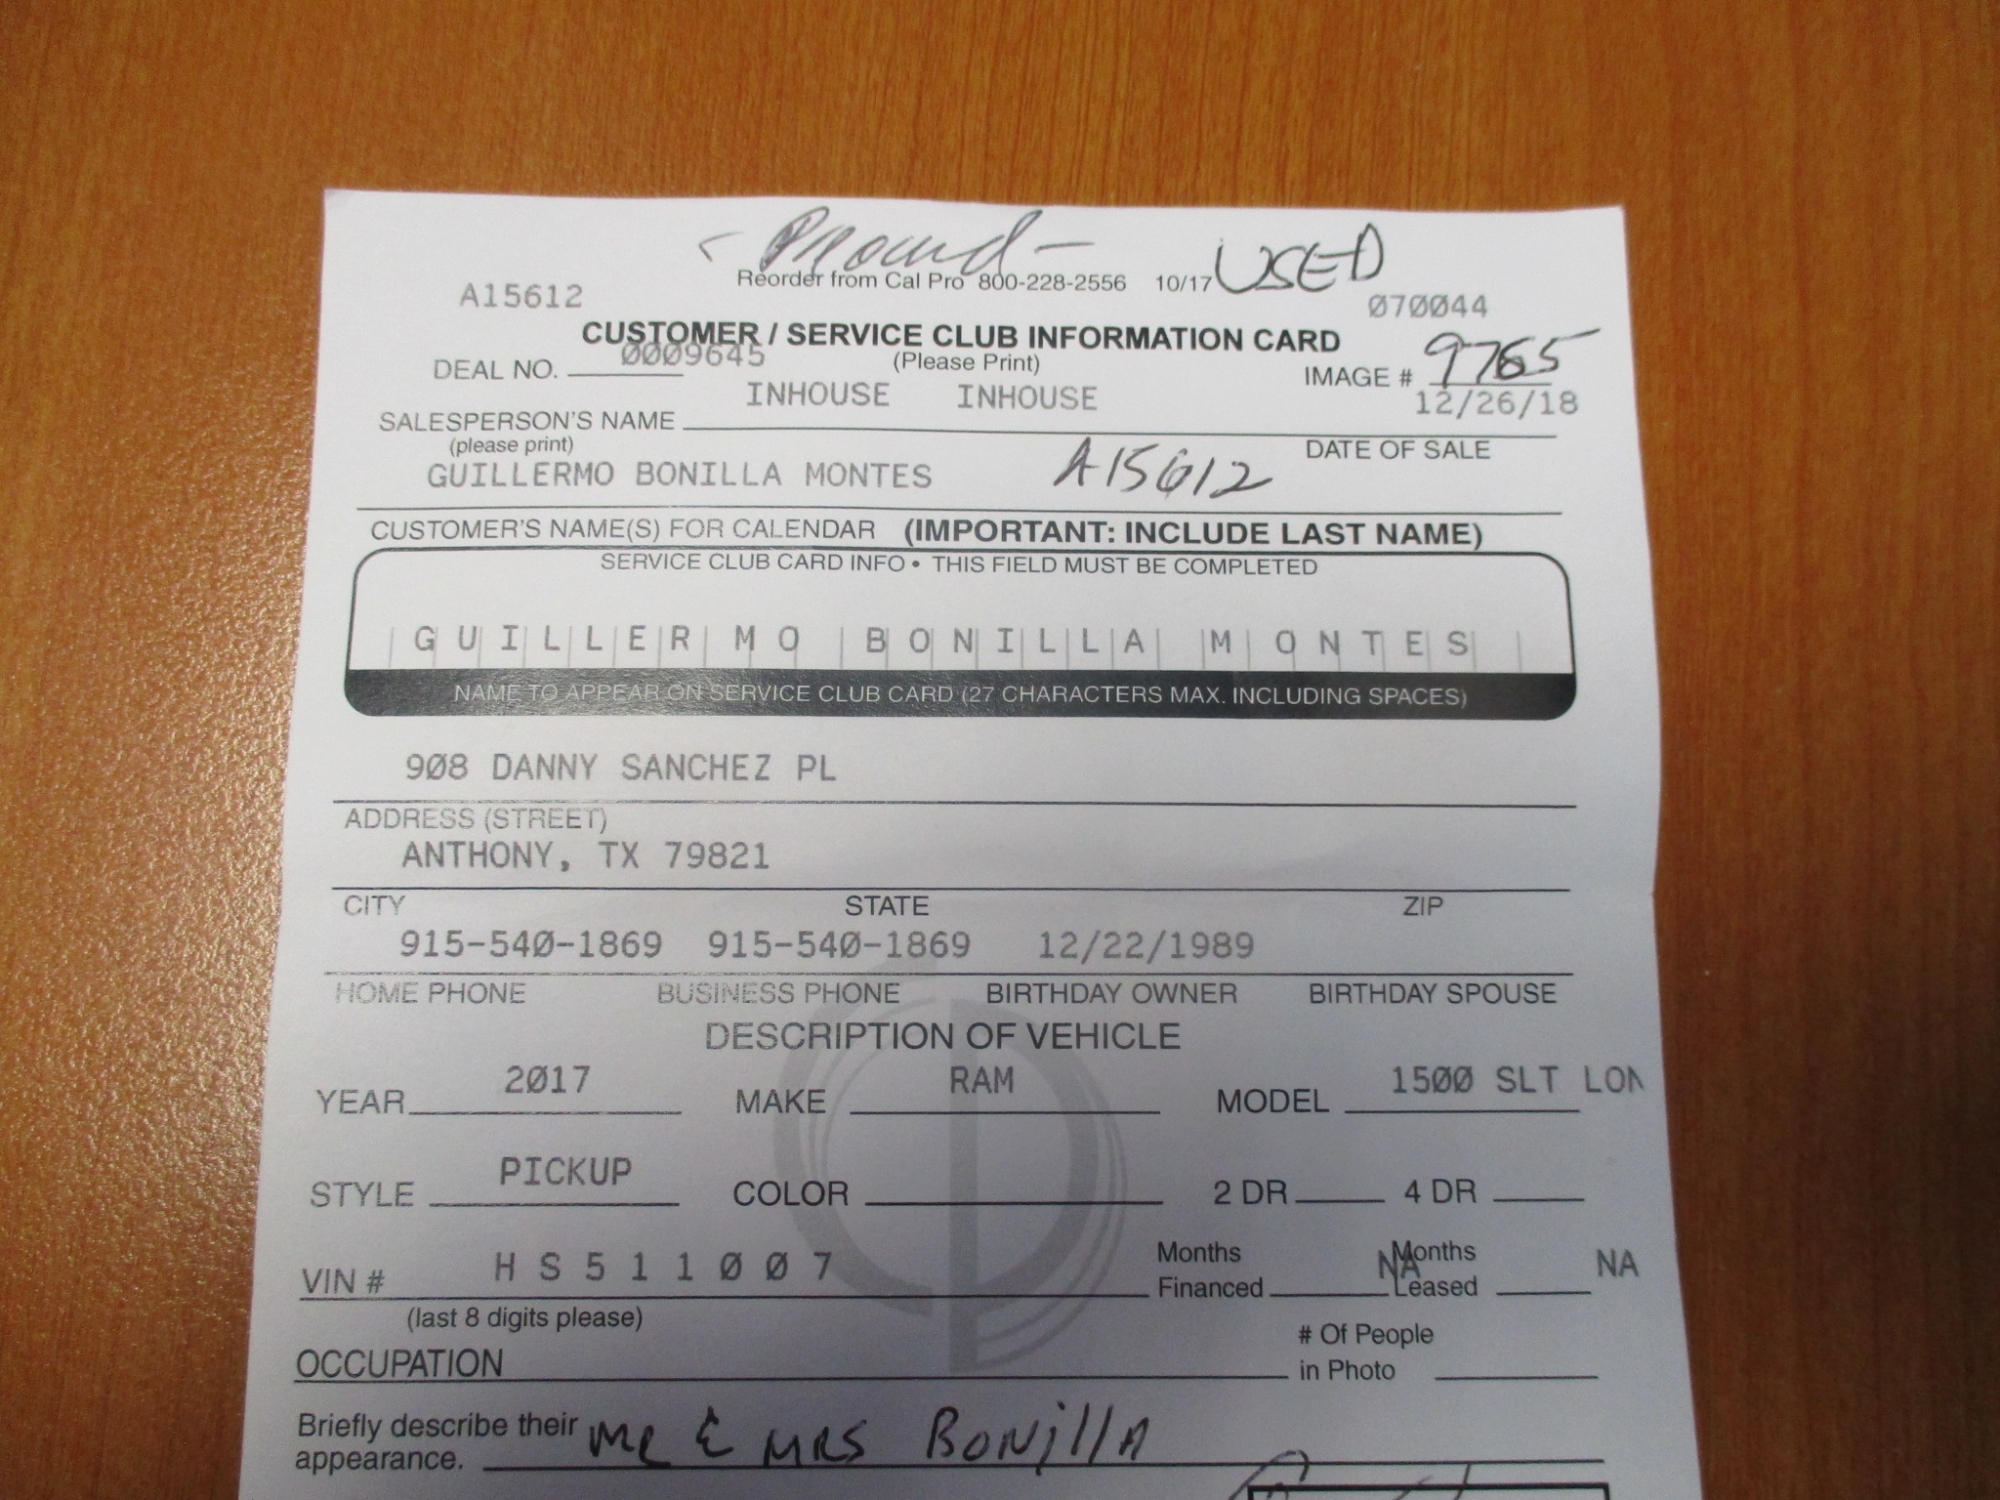 - Proud - USED
Reorder from Cal Pro 800-228-2556 10/17
A15612 070044
CUSTOMER / SERVICE CLUB INFORMATION CARD
DEAL NO. 0009645 (Please Print) IMAGE # 9765
INHOUSE INHOUSE 12/26/18
SALESPERSON'S NAME
(please print) DATE OF SALE
GUILLERMO BONILLA MONTES A15612
CUSTOMER'S NAME(S) FOR CALENDAR (IMPORTANT: INCLUDE LAST NAME)
SERVICE CLUB CARD INFO • THIS FIELD MUST BE COMPLETED
GUILLERMO BONILLA MONTES
NAME TO APPEAR ON SERVICE CLUB CARD (27 CHARACTERS MAX. INCLUDING SPACES)
908 DANNY SANCHEZ PL
ADDRESS (STREET)
ANTHONY, TX 79821
CITY STATE ZIP
915-540-1869 915-540-1869 12/22/1989
HOME PHONE BUSINESS PHONE BIRTHDAY OWNER BIRTHDAY SPOUSE
DESCRIPTION OF VEHICLE
YEAR 2017 MAKE RAM MODEL 1500 SLT LON
STYLE PICKUP COLOR 2 DR 4 DR
VIN # HS511007 Months Financed NA Months Leased NA
(last 8 digits please)
OCCUPATION # Of People in Photo
Briefly describe their appearance. MR & MRS BONillA